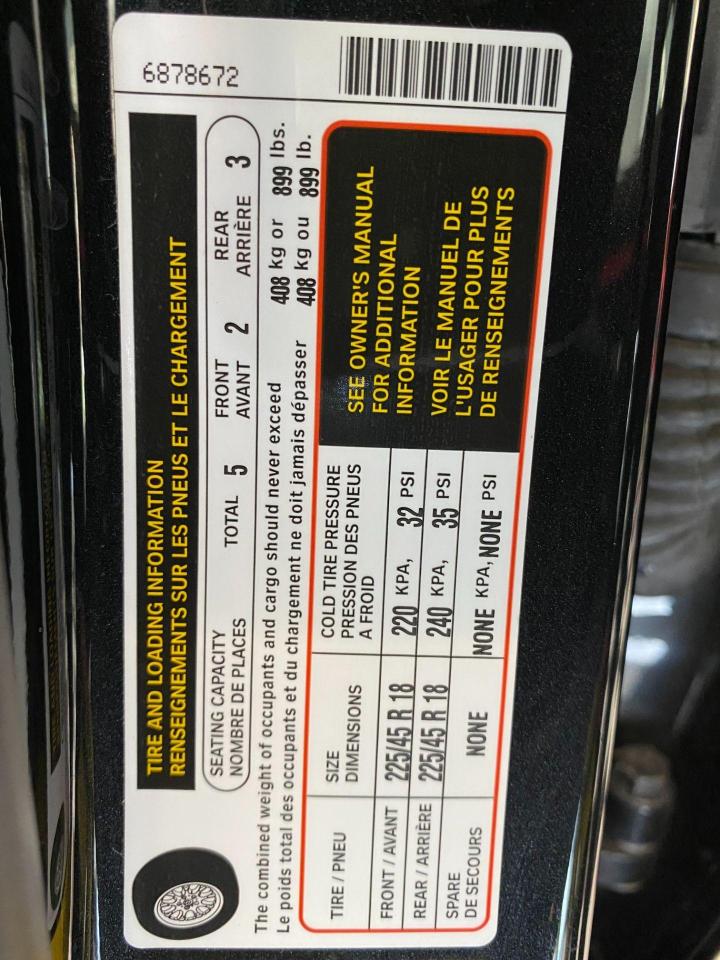 6878672
TIRE AND LOADING INFORMATION
RENSEIGNEMENTS SUR LES PNEUS ET LE CHARGEMENT
SEATING CAPACITY
NOMBRE DE PLACES
TOTAL 5
FRONT
AVANT 2
REAR
ARRIÈRE 3
The combined weight of occupants and cargo should never exceed 408 kg or 899 lbs.
Le poids total des occupants et du chargement ne doit jamais dépasser 408 kg ou 899 lb.
TIRE / PNEU
SIZE
DIMENSIONS
COLD TIRE PRESSURE
PRESSION DES PNEUS
A FROID
FRONT / AVANT 225/45 R 18 220 KPA, 32 PSI
REAR / ARRIÈRE 225/45 R 18 240 KPA, 35 PSI
SPARE
DE SECOURS NONE NONE KPA, NONE PSI
SEE OWNER'S MANUAL
FOR ADDITIONAL
INFORMATION
VOIR LE MANUEL DE
L'USAGER POUR PLUS
DE RENSEIGNEMENTS